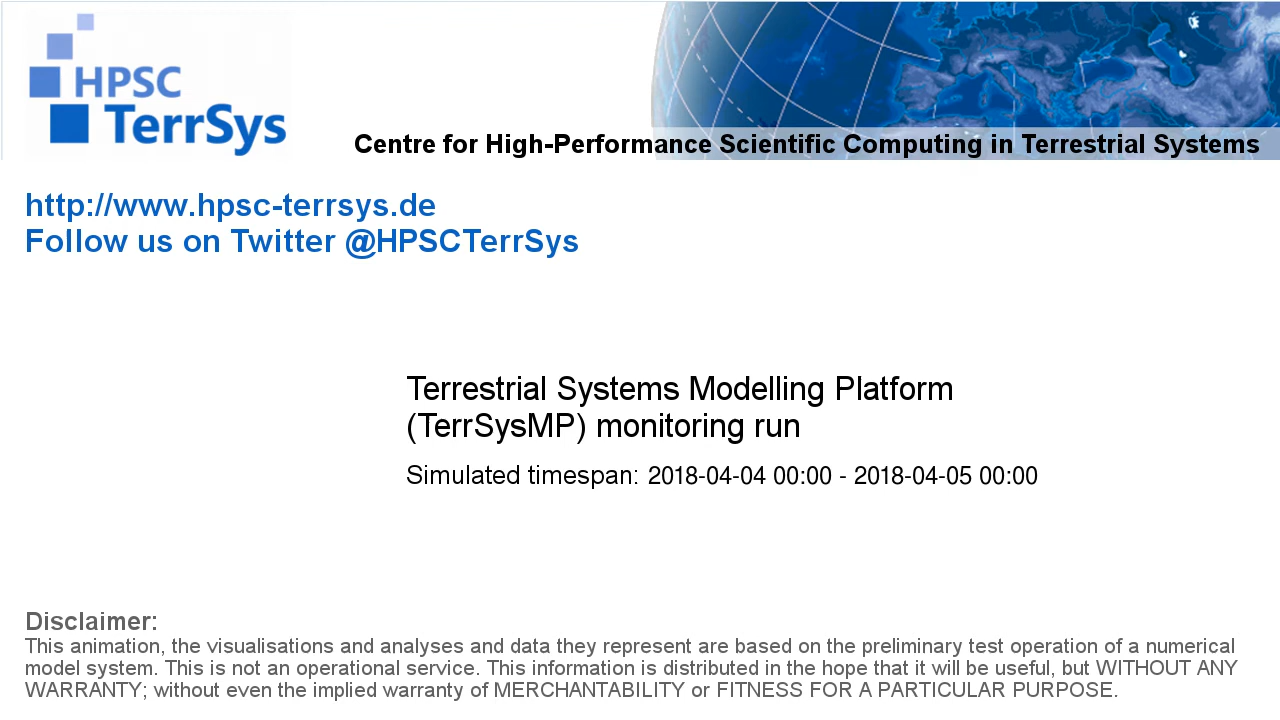 HPSC
TerrSys
Centre for High-Performance Scientific Computing in Terrestrial Systems
http://www.hpsc-terrsys.de
Follow us on Twitter @HPSCTerrSys
Terrestrial Systems Modelling Platform
(TerrSysMP) monitoring run
Simulated timespan: 2018-04-04 00:00 - 2018-04-05 00:00
Disclaimer:
This animation, the visualisations and analyses and data they represent are based on the preliminary test operation of a numerical
model system. This is not an operational service. This information is distributed in the hope that it will be useful, but WITHOUT ANY
WARRANTY; without even the implied warranty of MERCHANTABILITY or FITNESS FOR A PARTICULAR PURPOSE.